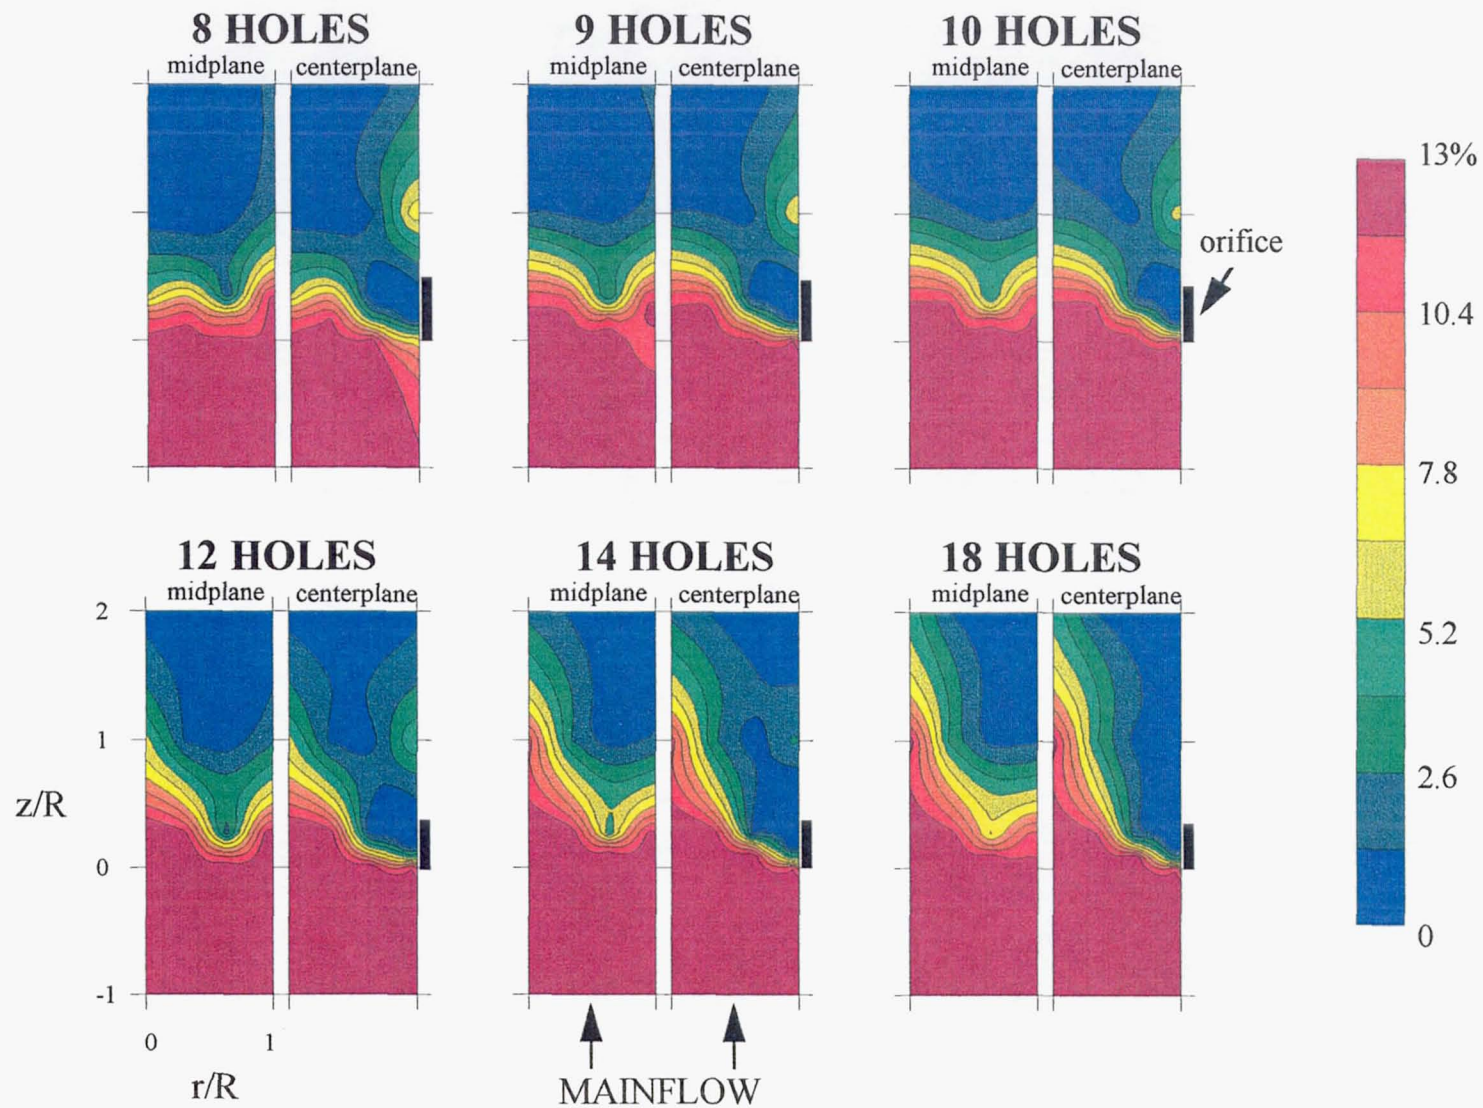 8 HOLES
midplane centerplane
9 HOLES
midplane centerplane
10 HOLES
midplane centerplane
orifice
13%
10.4
7.8
5.2
2.6
0
12 HOLES
midplane centerplane
14 HOLES
midplane centerplane
18 HOLES
midplane centerplane
2
1
z/R
0
-1
0 1
r/R
MAINFLOW